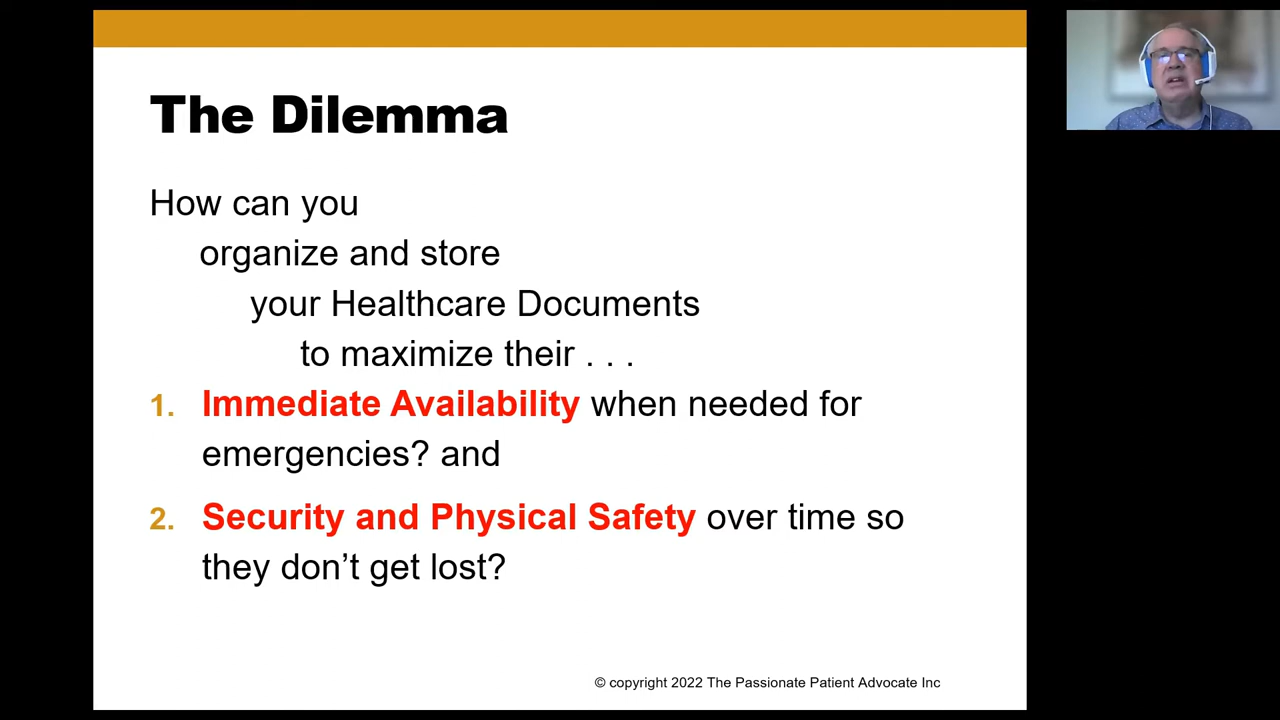 The Dilemma
How can you
organize and store
your Healthcare Documents
to maximize their . . .
1. Immediate Availability when needed for
emergencies? and
2. Security and Physical Safety over time so
they don’t get lost?
© copyright 2022 The Passionate Patient Advocate Inc